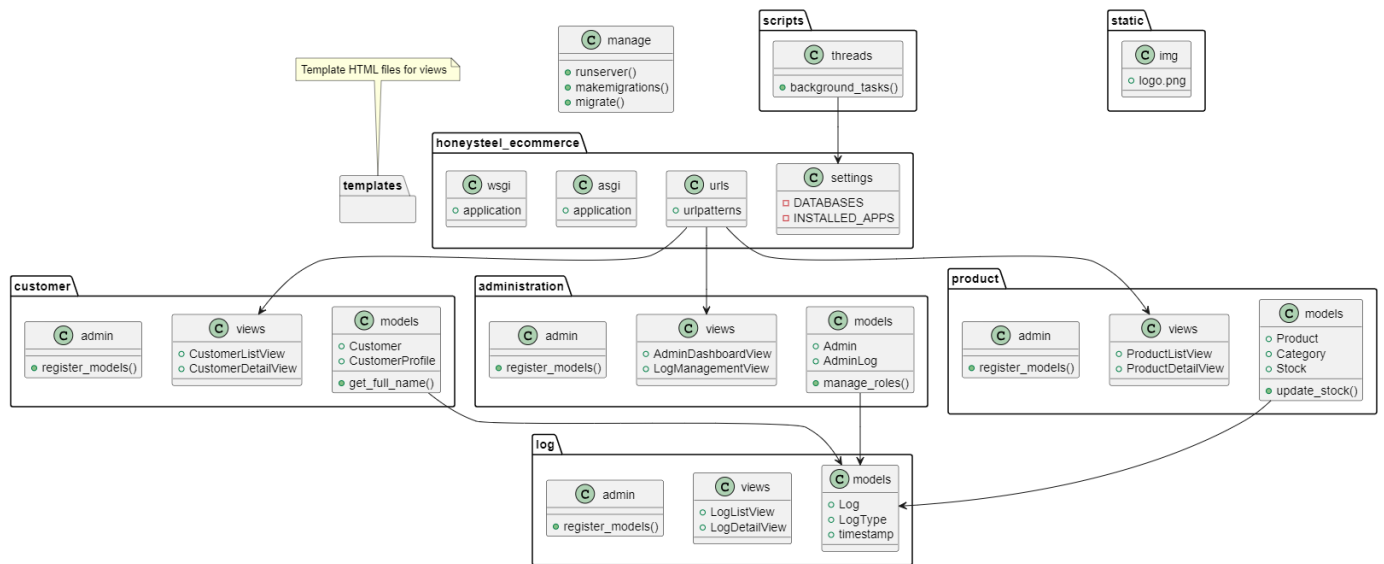 scripts
static
C manage
runserver()
makemigrations()
migrate()
C threads
background_tasks()
C img
logo.png
Template HTML files for views
templates
honeysteel_ecommerce
C wsgi
application
C asgi
application
C urls
urlpatterns
C settings
DATABASES
INSTALLED_APPS
customer
C admin
register_models()
C views
CustomerListView
CustomerDetailView
C models
Customer
CustomerProfile
get_full_name()
administration
C admin
register_models()
C views
AdminDashboardView
LogManagementView
C models
Admin
AdminLog
manage_roles()
product
C admin
register_models()
C views
ProductListView
ProductDetailView
C models
Product
Category
Stock
update_stock()
log
C admin
register_models()
C views
LogListView
LogDetailView
C models
Log
LogType
timestamp